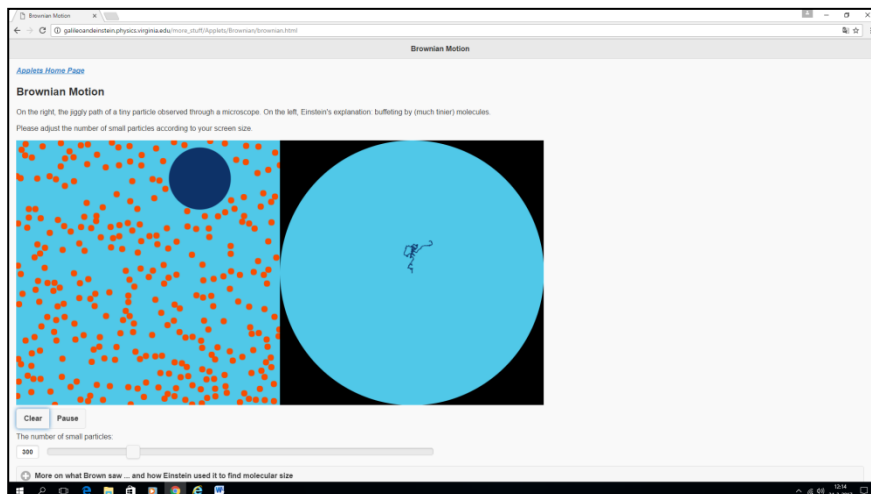 Brownian Motion
galileoandeinstein.physics.virginia.edu/more_stuff/Applets/Brownian/brownian.html
Brownian Motion
Applets Home Page
Brownian Motion
On the right, the jiggly path of a tiny particle observed through a microscope. On the left, Einstein's explanation: buffeting by (much tinier) molecules.
Please adjust the number of small particles according to your screen size.
Clear Pause
The number of small particles:
300
More on what Brown saw ... and how Einstein used it to find molecular size
12:14